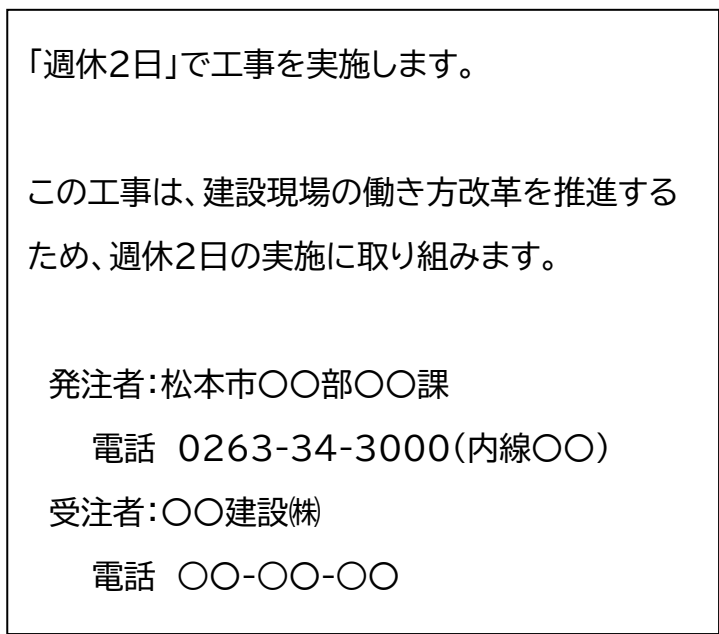 「週休2日」で工事を実施します。
この工事は、建設現場の働き方改革を推進する
ため、週休2日の実施に取り組みます。
発注者：松本市〇〇部〇〇課
電話　0263-34-3000（内線〇〇）
受注者：〇〇建設㈱
電話　〇〇-〇〇-〇〇